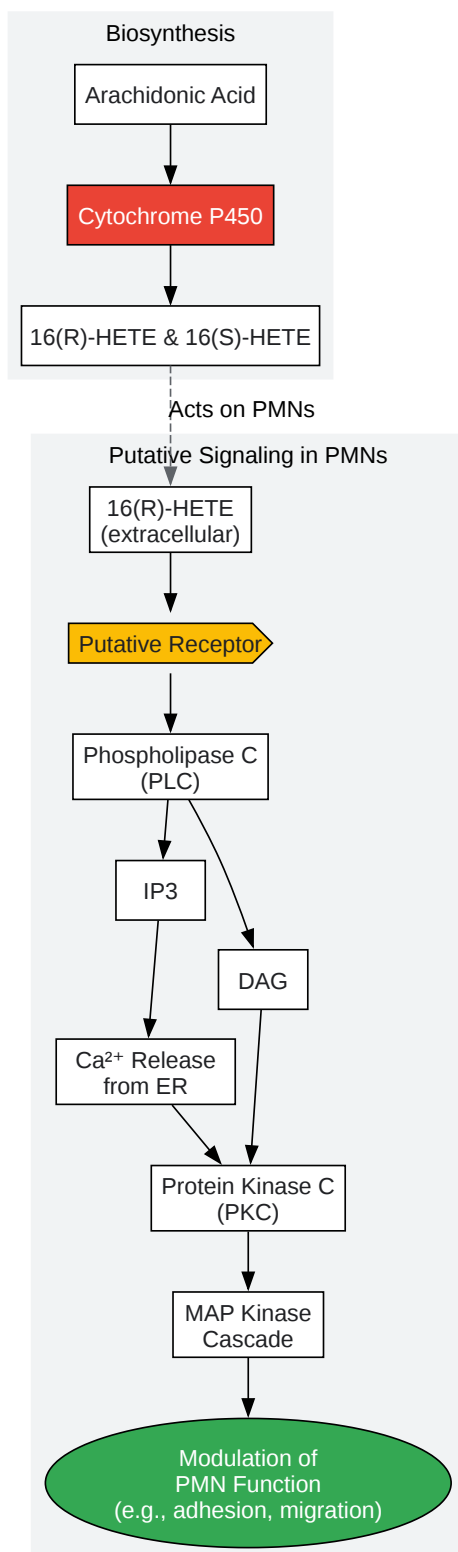 Biosynthesis
Arachidonic Acid
Cytochrome P450
16(R)-HETE & 16(S)-HETE
Acts on PMNs
Putative Signaling in PMNs
16(R)-HETE
(extracellular)
Putative Receptor
Phospholipase C
(PLC)
IP3
DAG
Ca²⁺ Release
from ER
Protein Kinase C
(PKC)
MAP Kinase
Cascade
Modulation of
PMN Function
(e.g., adhesion, migration)